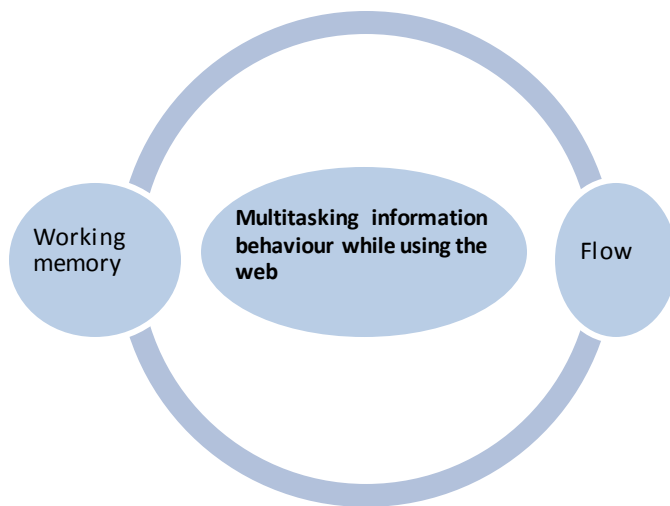 Working
memory
Multitasking information
behaviour while using the
web
Flow